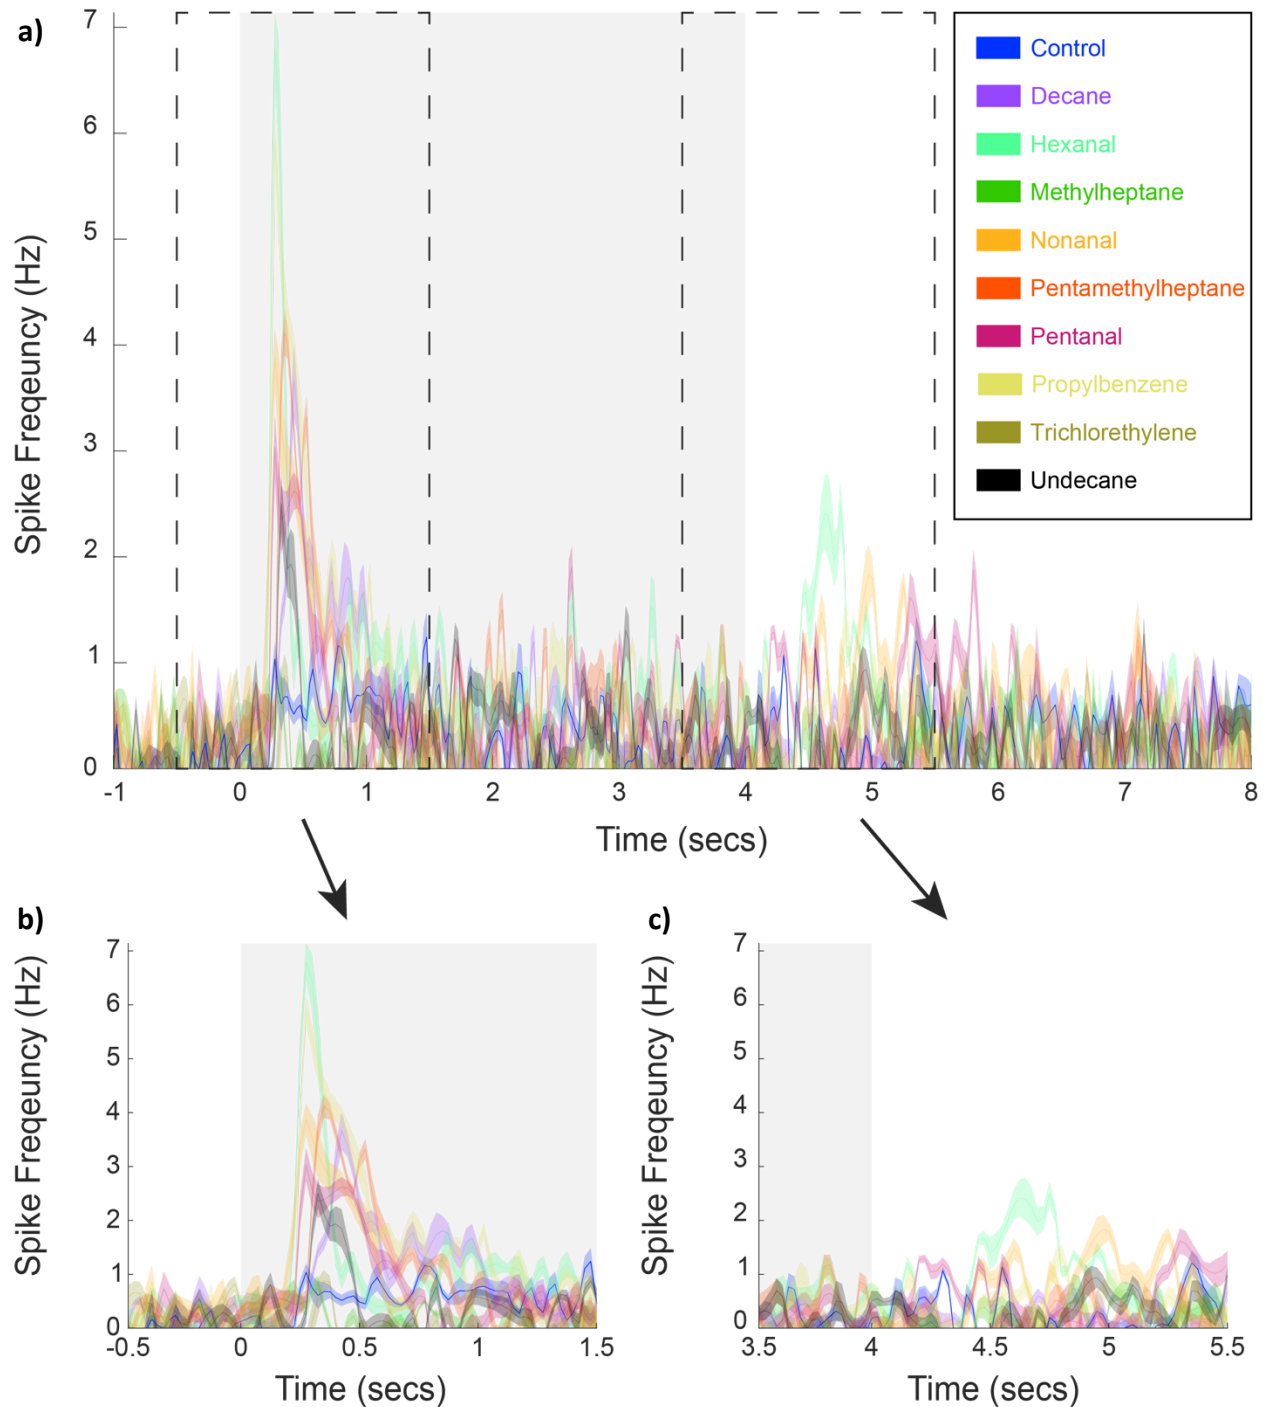 a)
7
6
5
4
3
2
1
0
Spike Freqeuncy (Hz)
-1 0 1 2 3 4 5 6 7 8
Time (secs)
Control
Decane
Hexanal
Methylheptane
Nonanal
Pentamethylheptane
Pentanal
Propylbenzene
Trichlorethylene
Undecane
b)
7
6
5
4
3
2
1
0
Spike Freqeuncy (Hz)
-0.5 0 0.5 1 1.5
Time (secs)
c)
7
6
5
4
3
2
1
0
Spike Freqeuncy (Hz)
3.5 4 4.5 5 5.5
Time (secs)